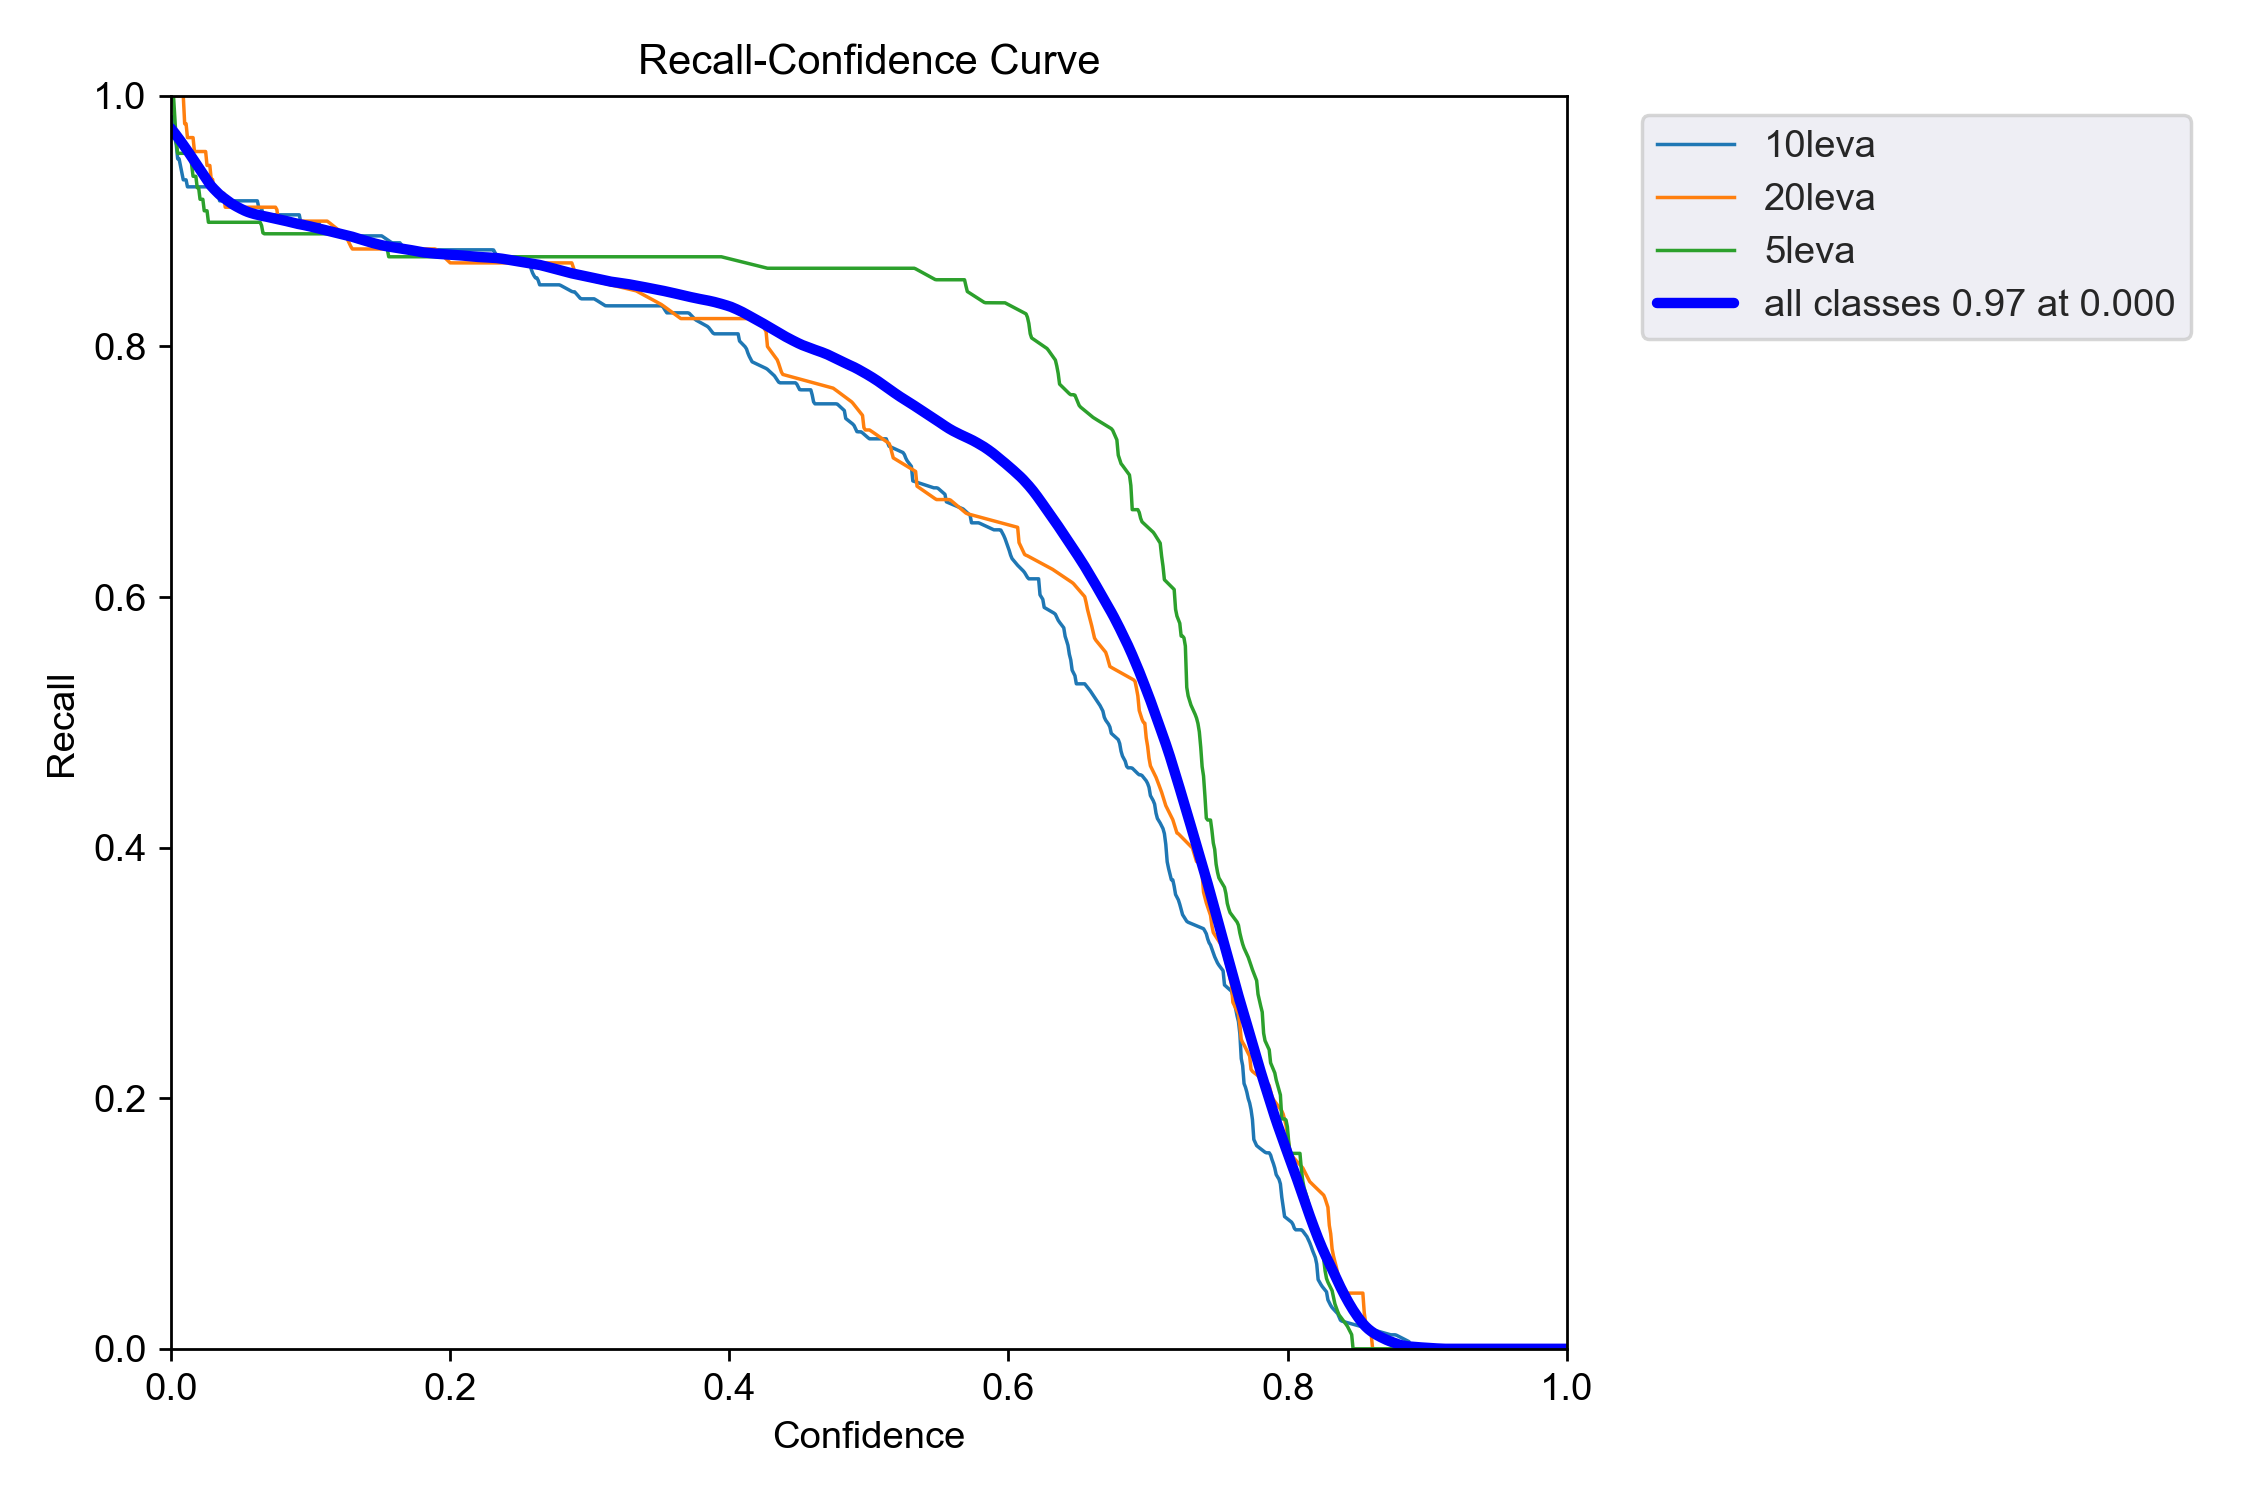 Recall-Confidence Curve
1.0
0.8
0.6
0.4
0.2
0.0
Recall
0.0 0.2 0.4 0.6 0.8 1.0
Confidence
10leva
20leva
5leva
all classes 0.97 at 0.000